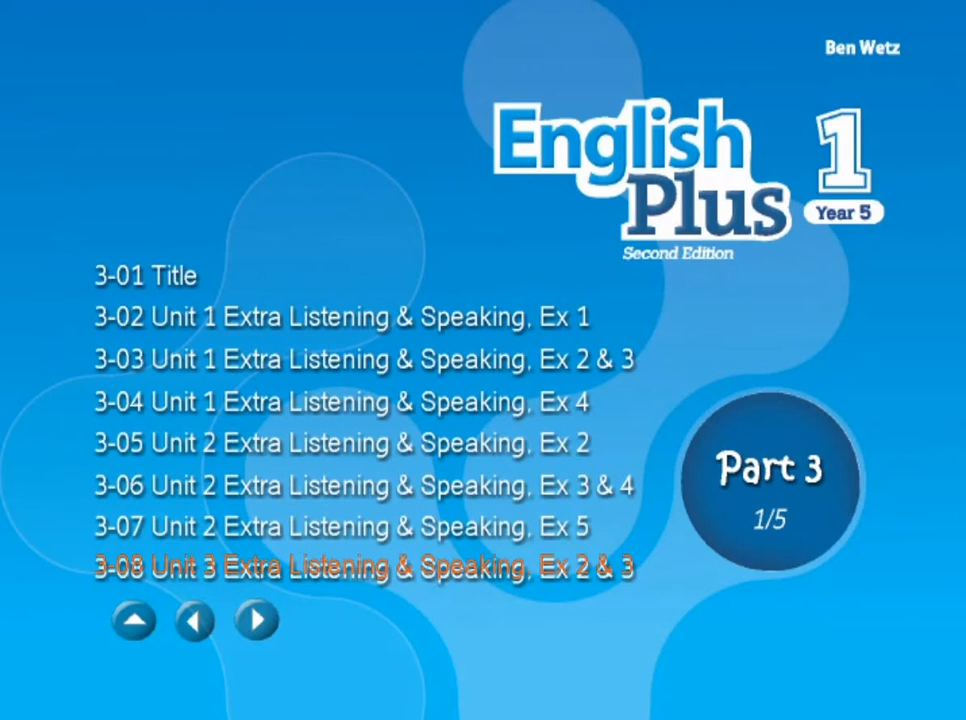 Ben Wetz
English
Plus
1
Year 5
Second Edition
3-01 Title
3-02 Unit 1 Extra Listening & Speaking, Ex 1
3-03 Unit 1 Extra Listening & Speaking, Ex 2 & 3
3-04 Unit 1 Extra Listening & Speaking, Ex 4
3-05 Unit 2 Extra Listening & Speaking, Ex 2
3-06 Unit 2 Extra Listening & Speaking, Ex 3 & 4
3-07 Unit 2 Extra Listening & Speaking, Ex 5
3-08 Unit 3 Extra Listening & Speaking, Ex 2 & 3
Part 3
1/5